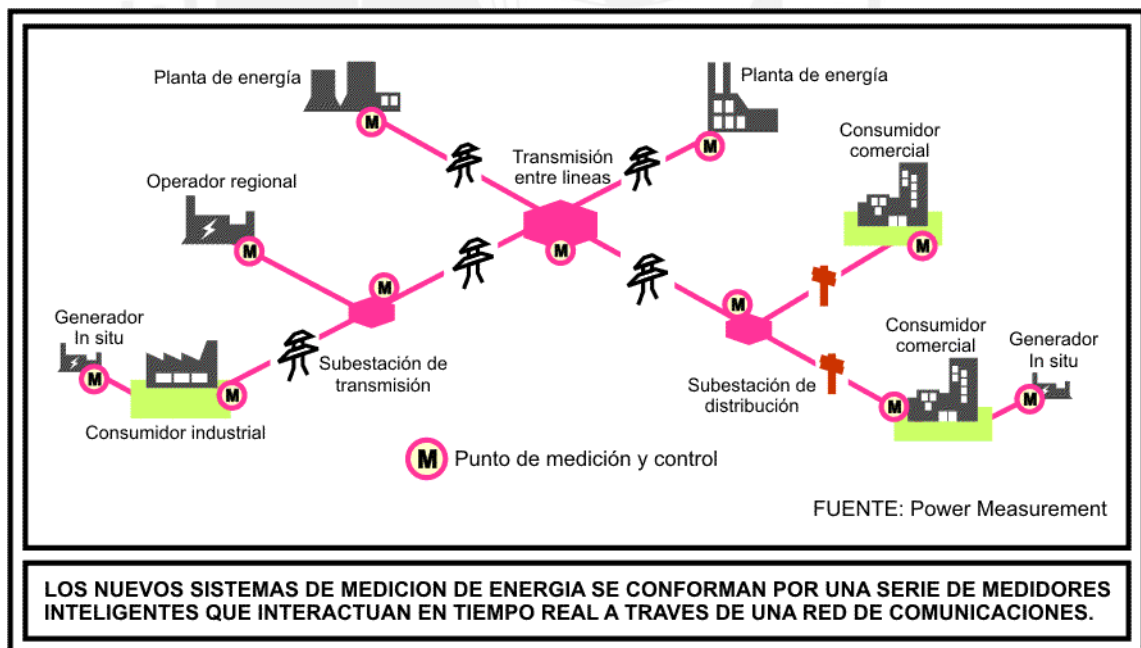 Planta de energía
Planta de energía
Consumidor
comercial
Transmisión
entre lineas
Operador regional
M
M
M
M
M
M
M
Generador
In situ
M
M
Subestación de
transmisión
Consumidor industrial
Subestación de
distribución
Consumidor
comercial
M
Generador
In situ
M
M Punto de medición y control
FUENTE: Power Measurement
LOS NUEVOS SISTEMAS DE MEDICION DE ENERGIA SE CONFORMAN POR UNA SERIE DE MEDIDORES
INTELIGENTES QUE INTERACTUAN EN TIEMPO REAL A TRAVES DE UNA RED DE COMUNICACIONES.